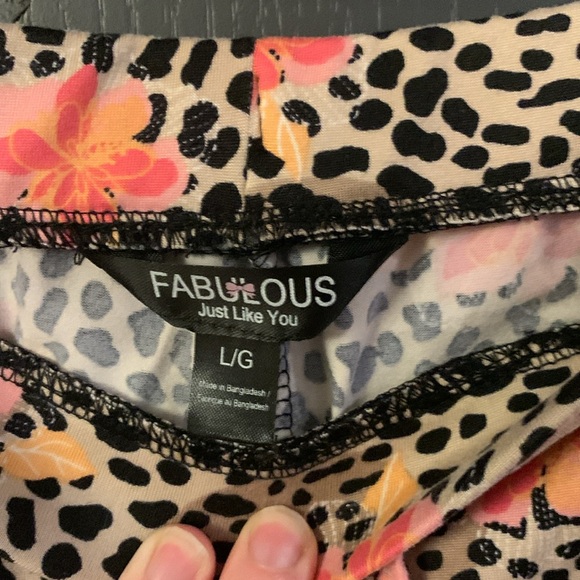 FABULOUS
Just Like You
L/G
Made in Bangladesh /
Fabriqué au Bangladesh